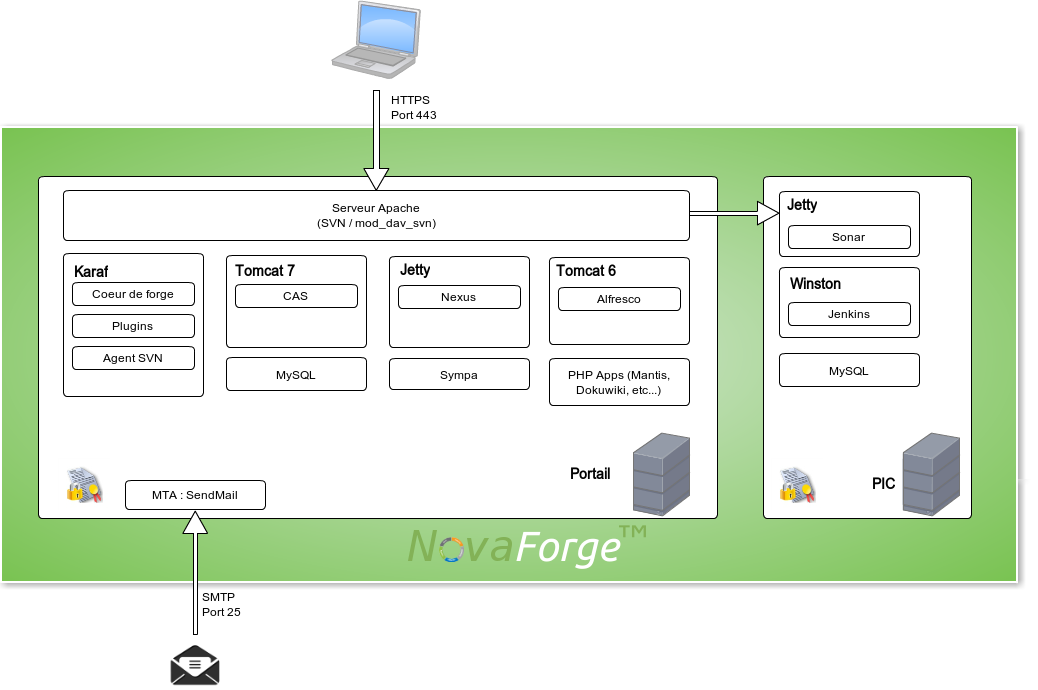 HTTPS
Port 443
Serveur Apache
(SVN / mod_dav_svn)
Karaf
Coeur de forge
Plugins
Agent SVN
Tomcat 7
CAS
MySQL
Jetty
Nexus
Sympa
Tomcat 6
Alfresco
PHP Apps (Mantis,
Dokuwiki, etc...)
Portail
MTA : SendMail
Jetty
Sonar
Winston
Jenkins
MySQL
PIC
NovaForge™
SMTP
Port 25